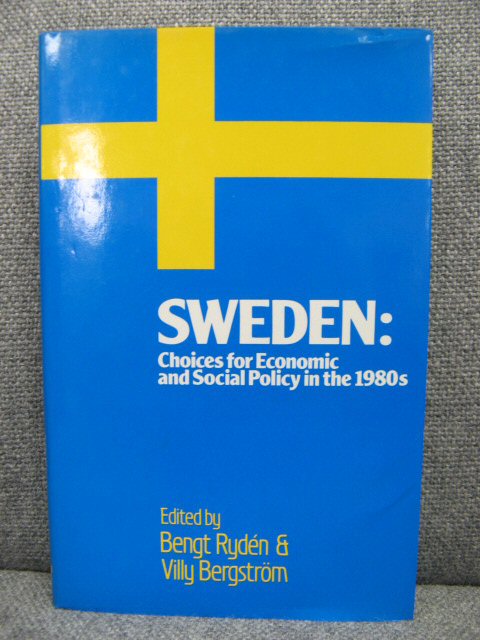 SWEDEN:
Choices for Economic
and Social Policy in the 1980s
Edited by
Bengt Rydén &
Villy Bergström